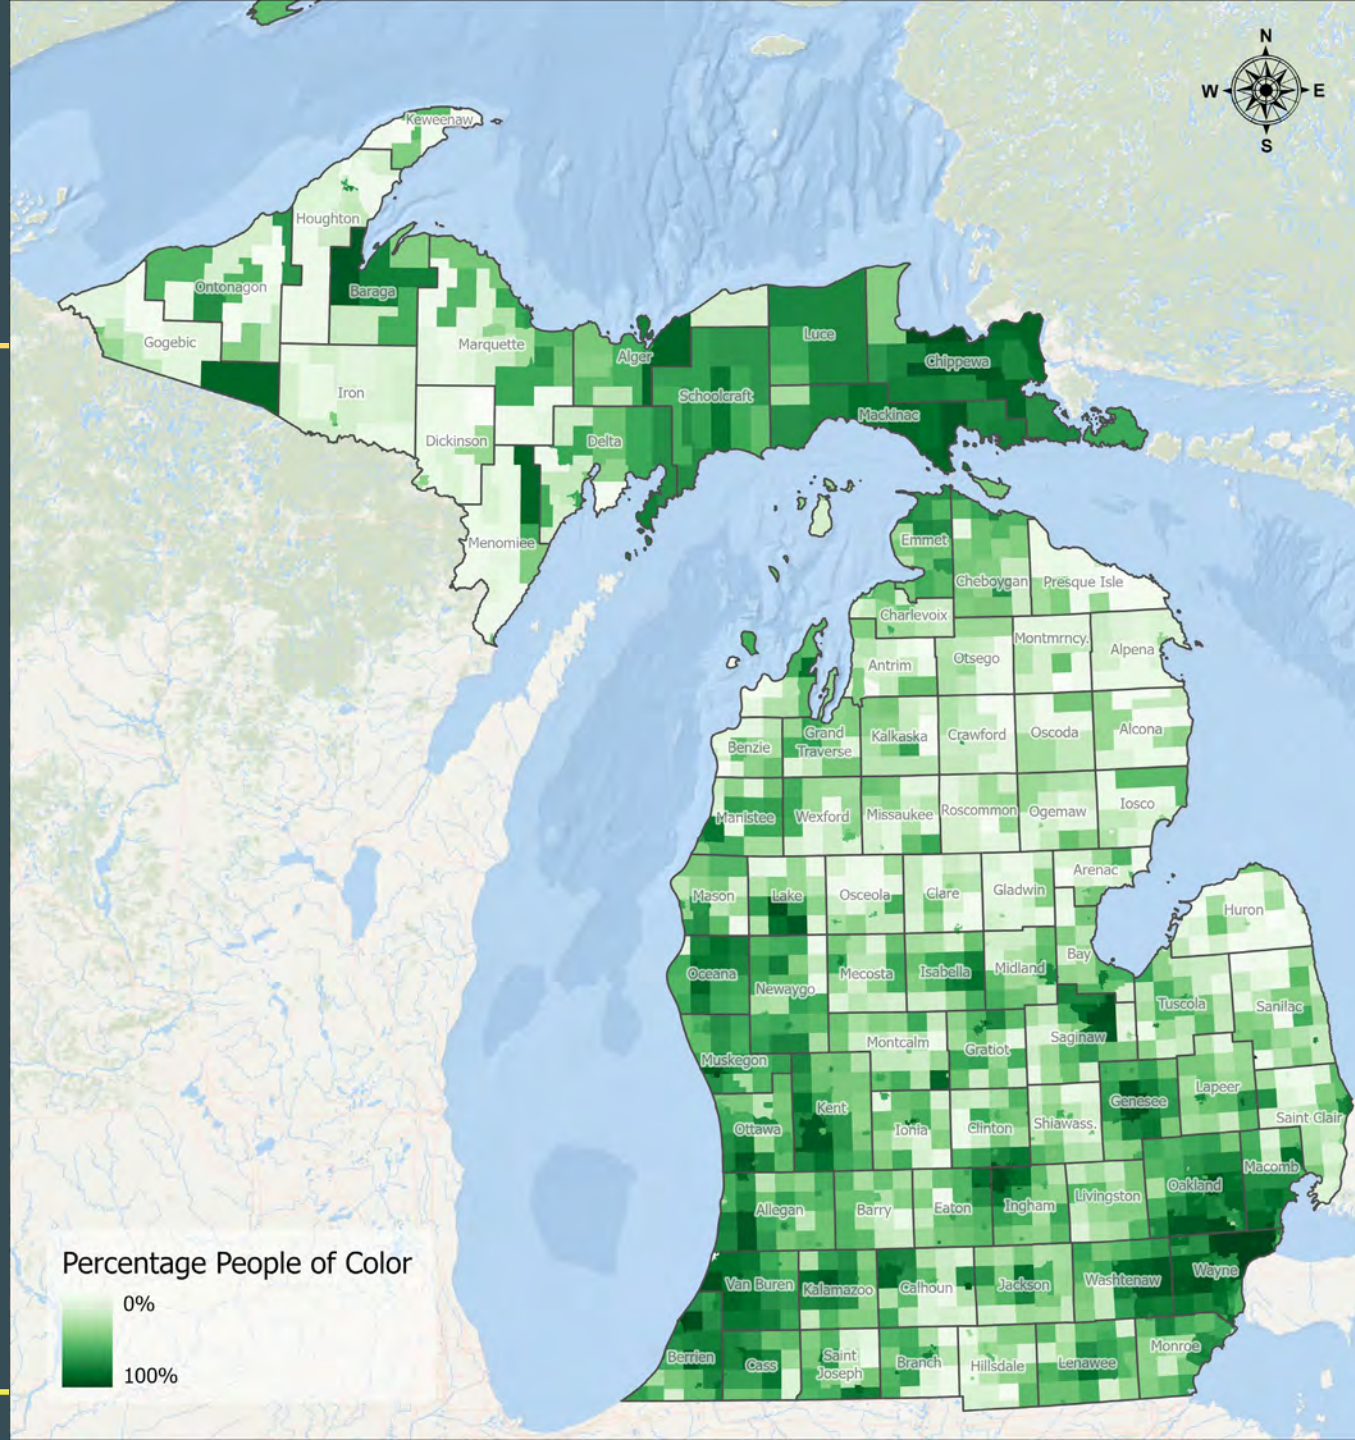 N
W E
S
Keweenaw
Houghton
Ontonagon
Baraga
Gogebic
Marquette
Iron
Alger
Luce
Chippewa
Schoolcraft
Mackinac
Dickinson
Delta
Menomiee
Emmet
Cheboygan
Presque Isle
Charlevoix
Montmrncy.
Antrim
Otsego
Alpena
Benzie
Grand
Traverse
Kalkaska
Crawford
Oscoda
Alcona
Manistee
Wexford
Missaukee
Roscommon
Ogemaw
Iosco
Arenac
Mason
Lake
Osceola
Clare
Gladwin
Huron
Oceana
Newaygo
Mecosta
Isabella
Midland
Bay
Tuscola
Sanilac
Muskegon
Montcalm
Gratiot
Saginaw
Ottawa
Kent
Ionia
Clinton
Shiawass.
Genesee
Lapeer
Saint Clair
Allegan
Barry
Eaton
Ingham
Livingston
Oakland
Macomb
Van Buren
Kalamazoo
Calhoun
Jackson
Washtenaw
Wayne
Berrien
Cass
Saint
Joseph
Branch
Hillsdale
Lenawee
Monroe
Percentage People of Color
0%
100%